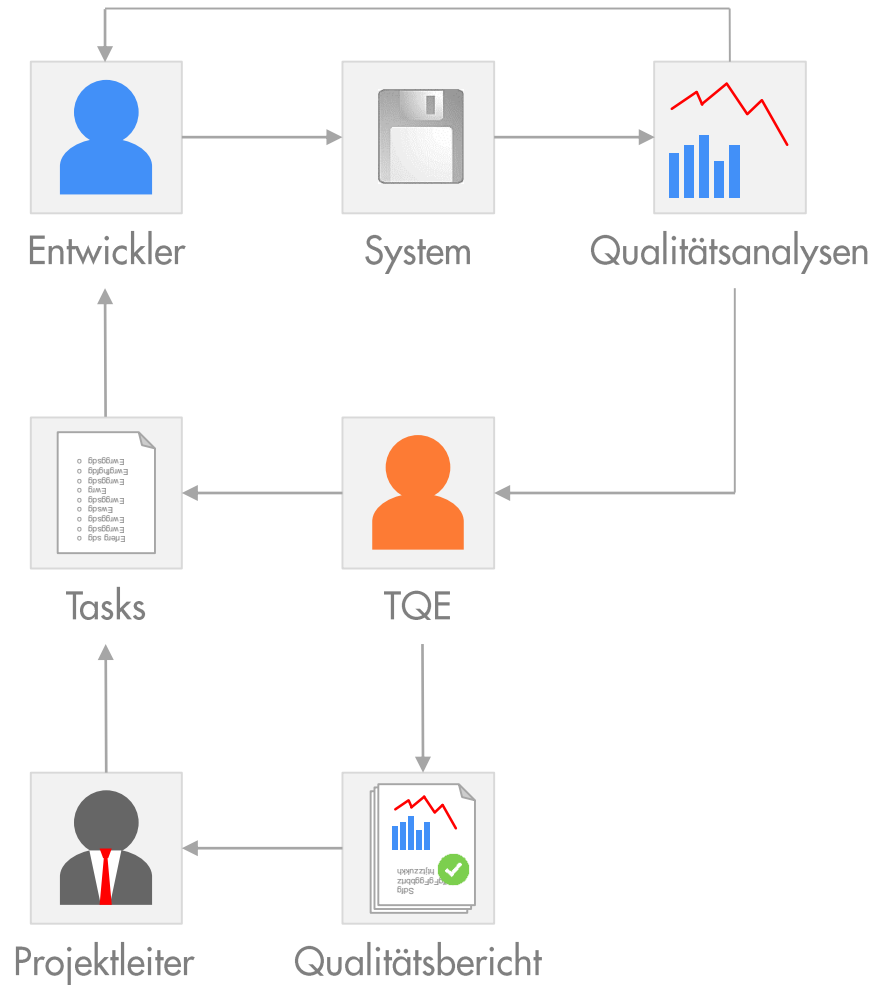 Entwickler
System
Qualitätsanalysen
Tasks
TQE
Projektleiter
Qualitätsbericht